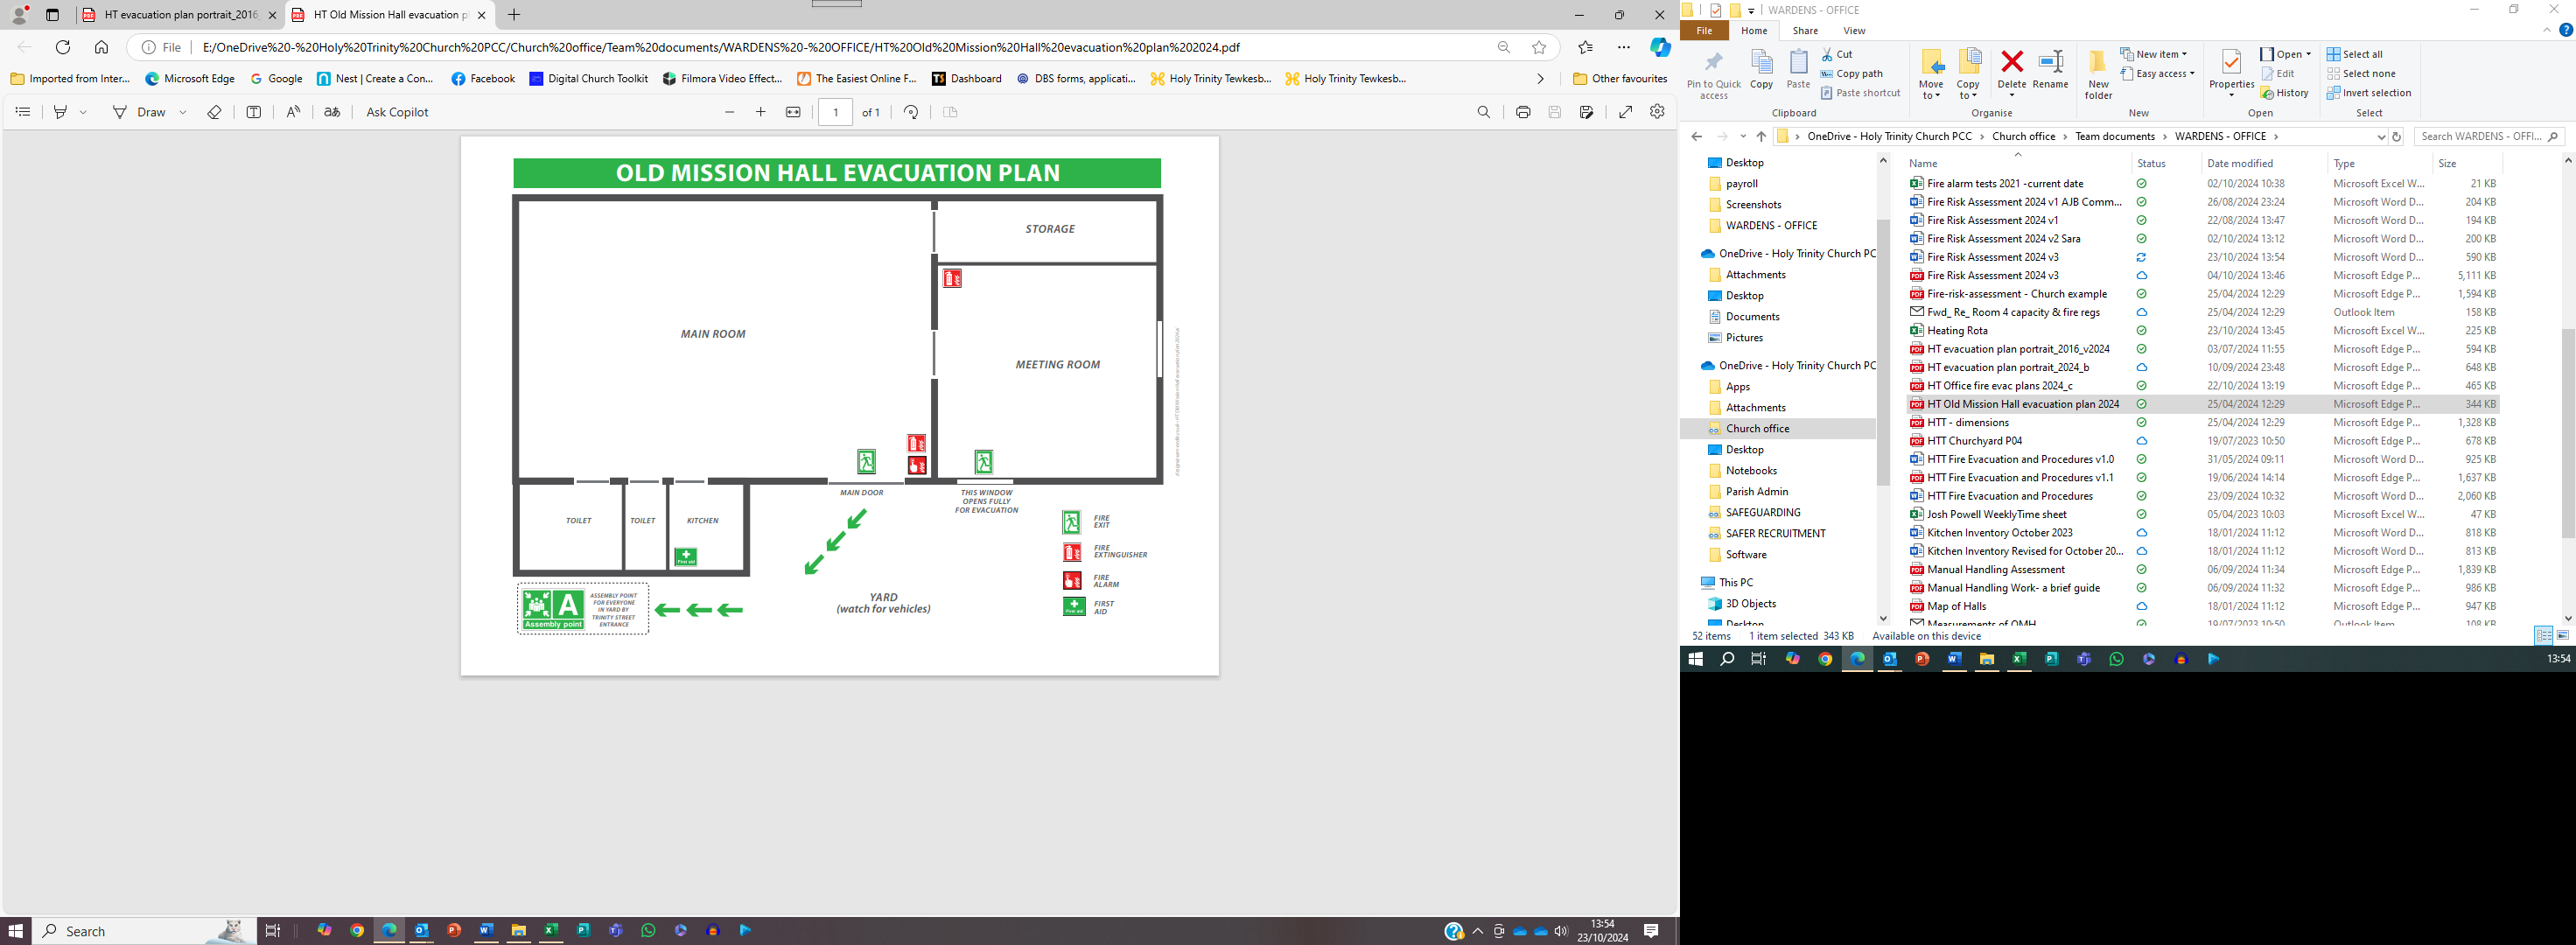 HT evacuation plan portrait_2016_
HT Old Mission Hall evacuation p
File
E:/OneDrive%20-%20Holy%20Trinity%20Church%20PCC/Church%20office/Team%20documents/WARDENS%20-%20OFFICE/HT%20Old%20Mission%20Hall%20evacuation%20plan%202024.pdf
Imported from Inter...
Microsoft Edge
Google
Nest | Create a Con...
Facebook
Digital Church Toolkit
Filmora Video Effect...
The Easiest Online F...
Dashboard
DBS forms, applicati...
Holy Trinity Tewkesb...
Holy Trinity Tewkesb...
Other favourites
Draw
Ask Copilot
1
of 1
OLD MISSION HALL EVACUATION PLAN
STORAGE
MAIN ROOM
MEETING ROOM
MAIN DOOR
THIS WINDOW
OPENS FULLY
FOR EVACUATION
TOILET
TOILET
KITCHEN
First aid
FIRE
EXIT
FIRE
EXTINGUISHER
FIRE
ALARM
First aid
FIRST
AID
YARD
(watch for vehicles)
A
Assembly point
ASSEMBLY POINT
FOR EVERYONE
IN YARD BY
TRINITY STREET
ENTRANCE
Search
13:54
23/10/2024
WARDENS - OFFICE
File
Home
Share
View
Pin to Quick
access
Copy
Paste
Cut
Copy path
Paste shortcut
Clipboard
Move
to
Copy
to
Delete
Rename
Organise
New
folder
New item
Easy access
New
Properties
Open
Edit
History
Open
Select all
Select none
Invert selection
Select
OneDrive - Holy Trinity Church PCC > Church office > Team documents > WARDENS - OFFICE >
Search WARDENS - OFFI...
Desktop
payroll
Screenshots
WARDENS - OFFICE
OneDrive - Holy Trinity Church PC
Attachments
Desktop
Documents
Pictures
OneDrive - Holy Trinity Church PC
Apps
Attachments
Church office
Desktop
Notebooks
Parish Admin
SAFEGUARDING
SAFER RECRUITMENT
Software
This PC
3D Objects
Desktop
Name Status Date modified Type Size
Fire alarm tests 2021 -current date 02/10/2024 10:38 Microsoft Excel W... 21 KB
Fire Risk Assessment 2024 v1 AJB Comm... 26/08/2024 23:24 Microsoft Word D... 204 KB
Fire Risk Assessment 2024 v1 22/08/2024 13:47 Microsoft Word D... 194 KB
Fire Risk Assessment 2024 v2 Sara 02/10/2024 13:12 Microsoft Word D... 200 KB
Fire Risk Assessment 2024 v3 23/10/2024 13:54 Microsoft Word D... 590 KB
Fire Risk Assessment 2024 v3 04/10/2024 13:46 Microsoft Edge P... 5,111 KB
Fire-risk-assessment - Church example 25/04/2024 12:29 Microsoft Edge P... 1,594 KB
Fwd_ Re_ Room 4 capacity & fire regs 25/04/2024 12:29 Outlook Item 158 KB
Heating Rota 23/10/2024 13:45 Microsoft Excel W... 225 KB
HT evacuation plan portrait_2016_v2024 03/07/2024 11:55 Microsoft Edge P... 594 KB
HT evacuation plan portrait_2024_b 10/09/2024 23:48 Microsoft Edge P... 648 KB
HT Office fire evac plans 2024_c 22/10/2024 13:19 Microsoft Edge P... 465 KB
HT Old Mission Hall evacuation plan 2024 25/04/2024 12:29 Microsoft Edge P... 344 KB
HTT - dimensions 25/04/2024 12:29 Microsoft Edge P... 1,328 KB
HTT Churchyard P04 19/07/2023 10:50 Microsoft Edge P... 678 KB
HTT Fire Evacuation and Procedures v1.0 31/05/2024 09:11 Microsoft Word D... 925 KB
HTT Fire Evacuation and Procedures v1.1 19/06/2024 14:14 Microsoft Edge P... 1,637 KB
HTT Fire Evacuation and Procedures 23/09/2024 10:32 Microsoft Word D... 2,060 KB
Josh Powell WeeklyTime sheet 05/04/2023 10:03 Microsoft Excel W... 47 KB
Kitchen Inventory October 2023 18/01/2024 11:12 Microsoft Word D... 818 KB
Kitchen Inventory Revised for October 20... 18/01/2024 11:12 Microsoft Word D... 813 KB
Manual Handling Assessment 06/09/2024 11:34 Microsoft Edge P... 1,839 KB
Manual Handling Work- a brief guide 06/09/2024 11:32 Microsoft Edge P... 986 KB
Map of Halls 18/01/2024 11:12 Microsoft Edge P... 947 KB
Measurements of OMH 19/07/2023 10:50 Outlook Item 108 KB
52 items 1 item selected 343 KB Available on this device
13:54